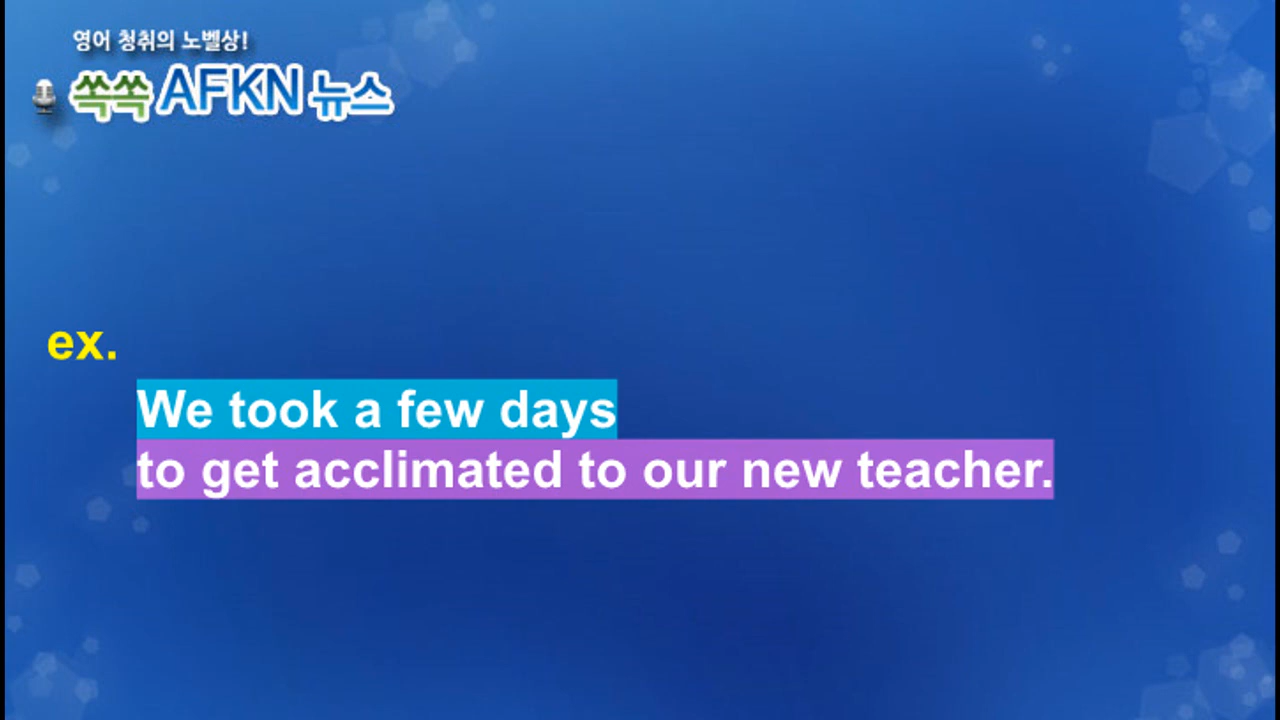 영어 청취의 노벨상!
쏙쏙 AFKN 뉴스
ex.
We took a few days
to get acclimated to our new teacher.